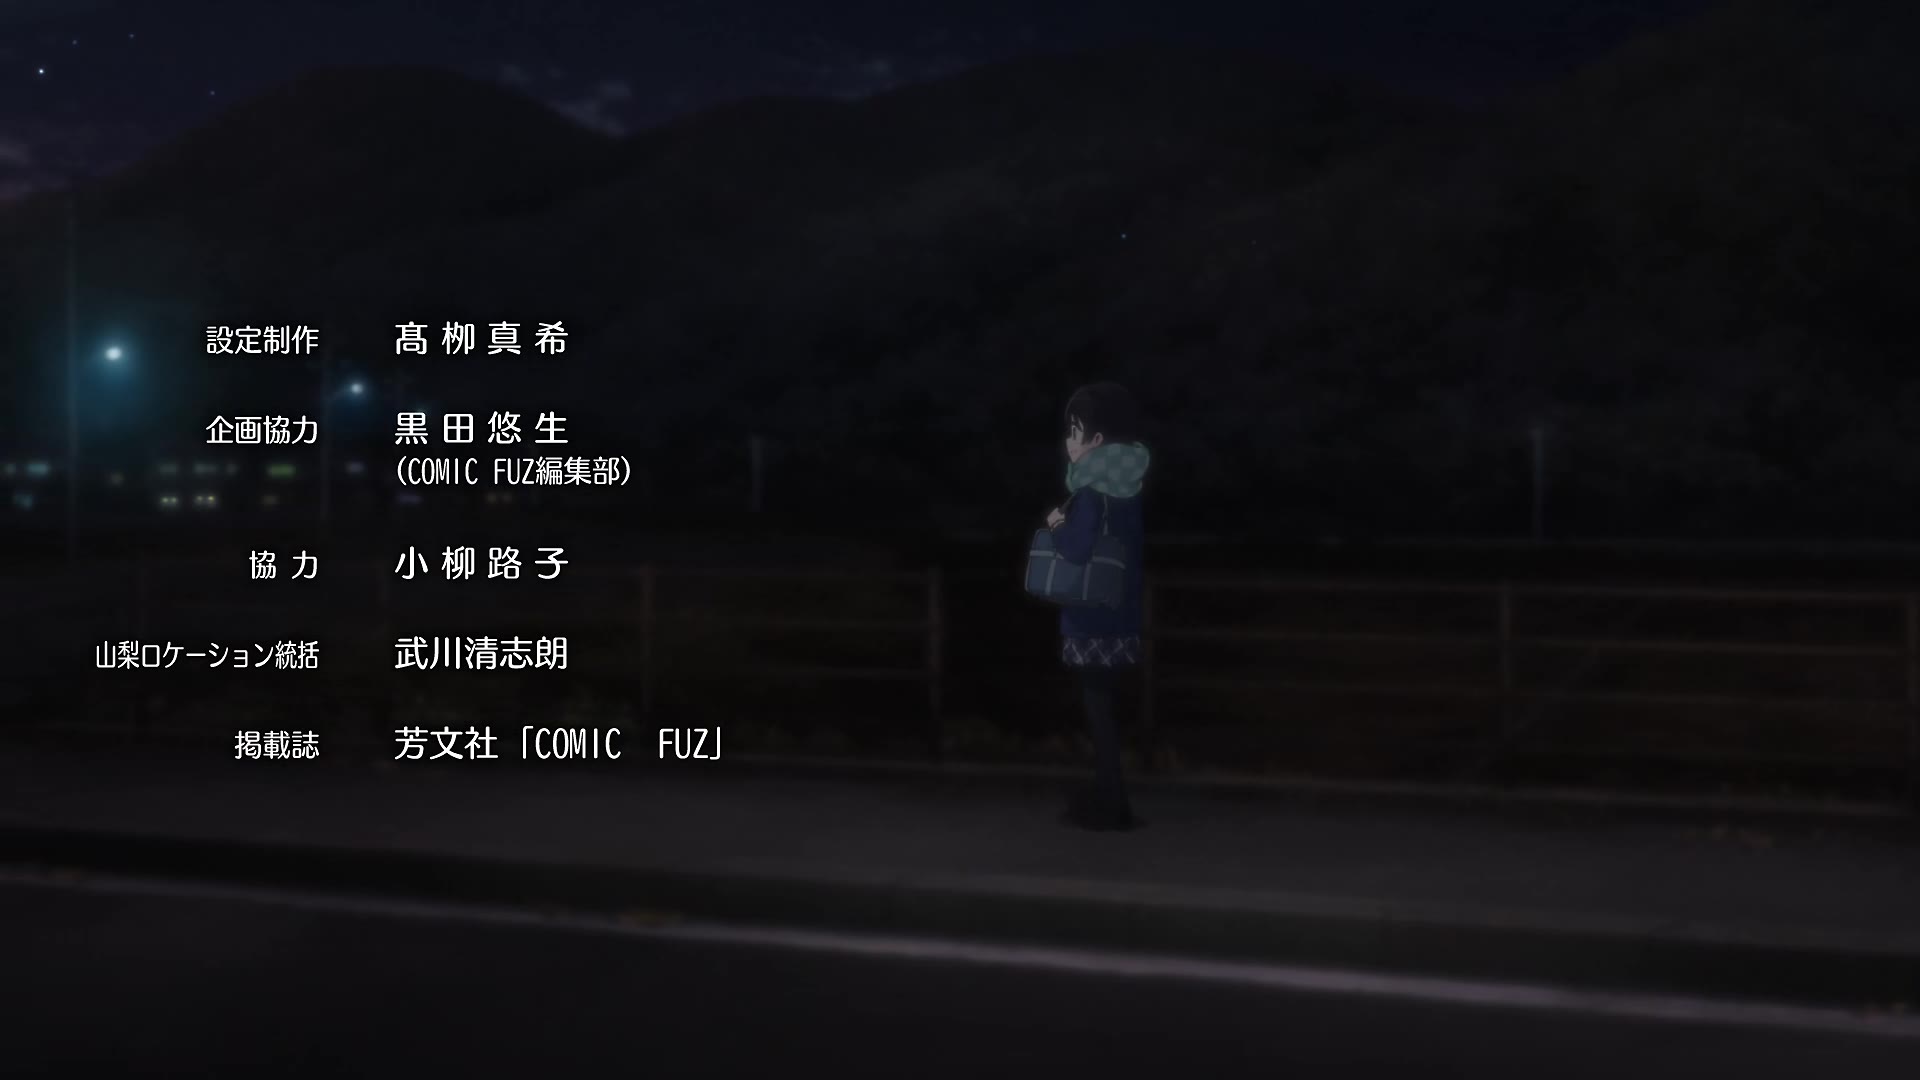 設定制作 髙栁真希
企画協力 黒田悠生
(COMIC FUZ編集部)
協力 小柳路子
山梨ロケーション統括 武川清志朗
掲載誌 芳文社「COMIC FUZ」